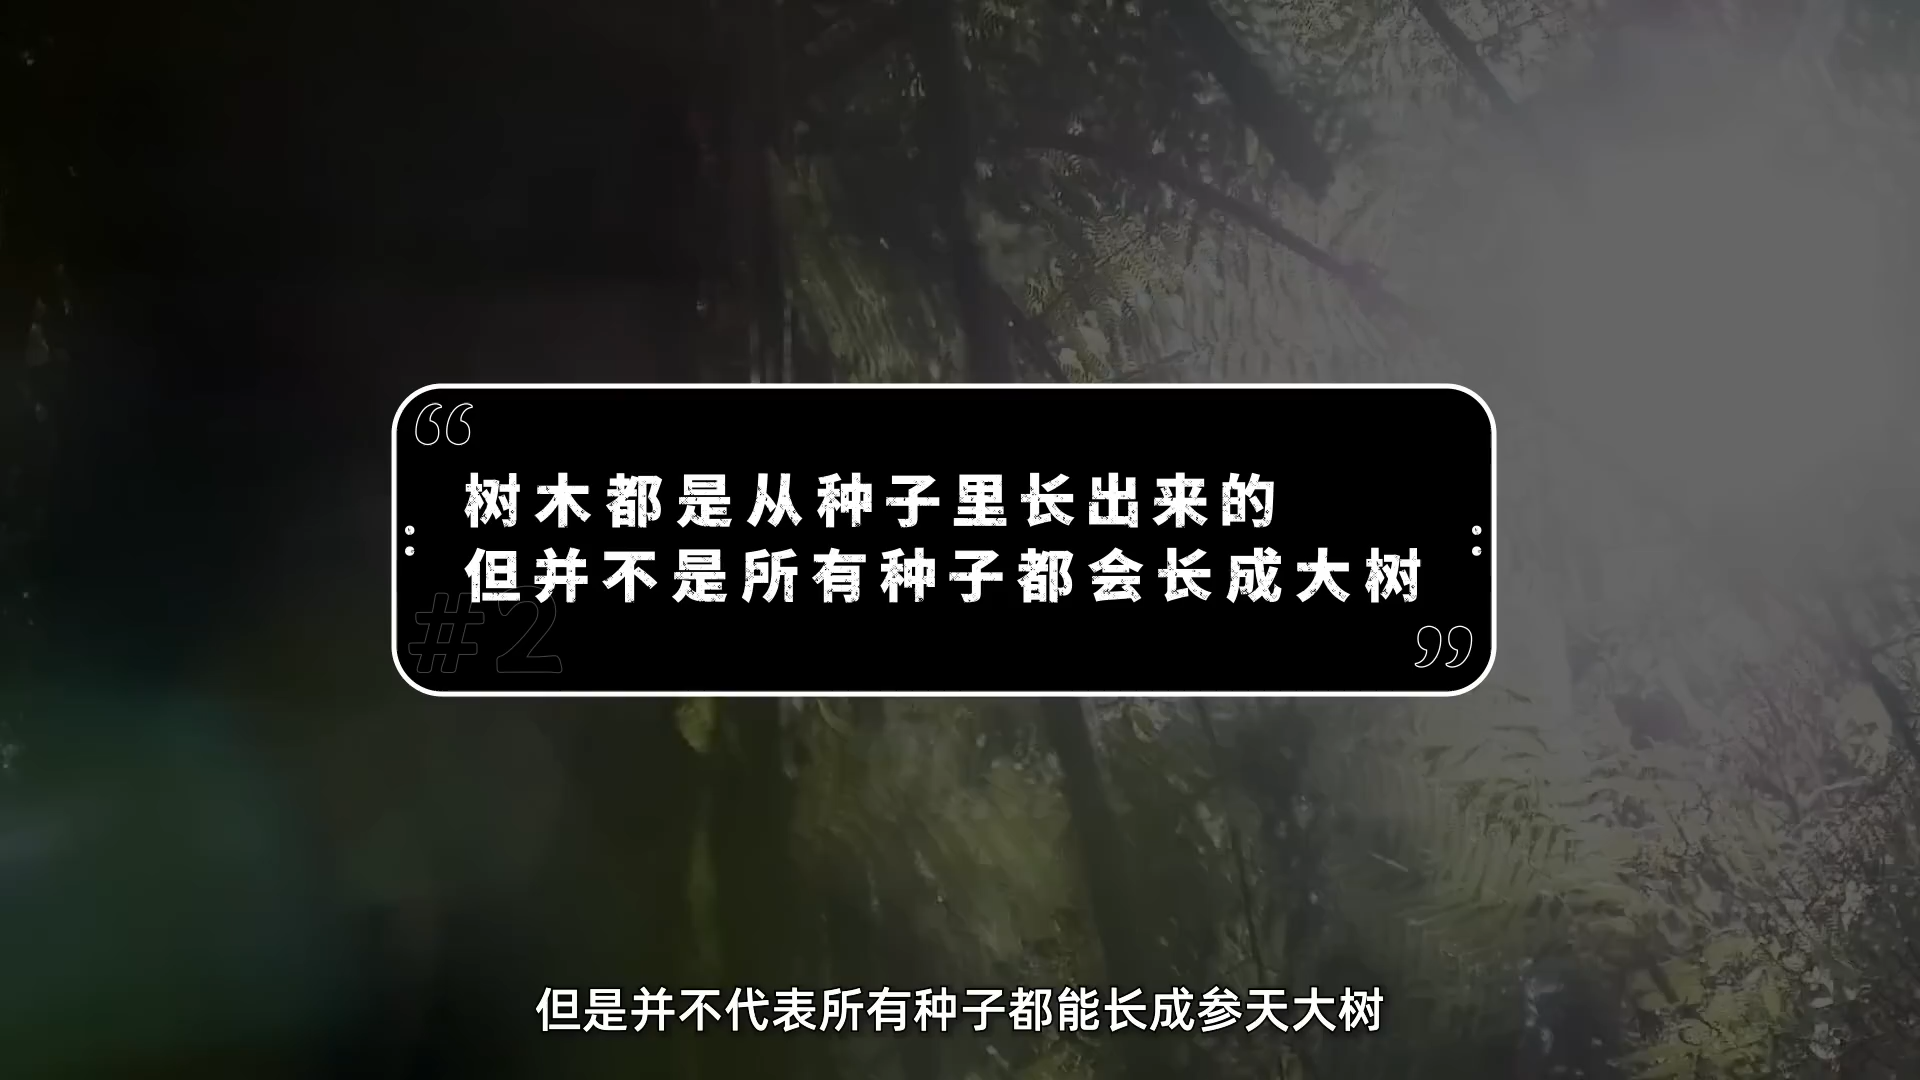 “
树木都是从种子里长出来的
但并不是所有种子都会长成大树
#2
”
但是并不代表所有种子都能长成参天大树